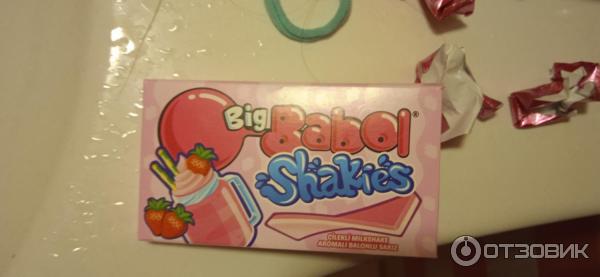 Big Babol®
Shakies
ÇİLEKLİ MILKSHAKE
AROMALI BALONLU SAKIZ
ОТЗОВИК